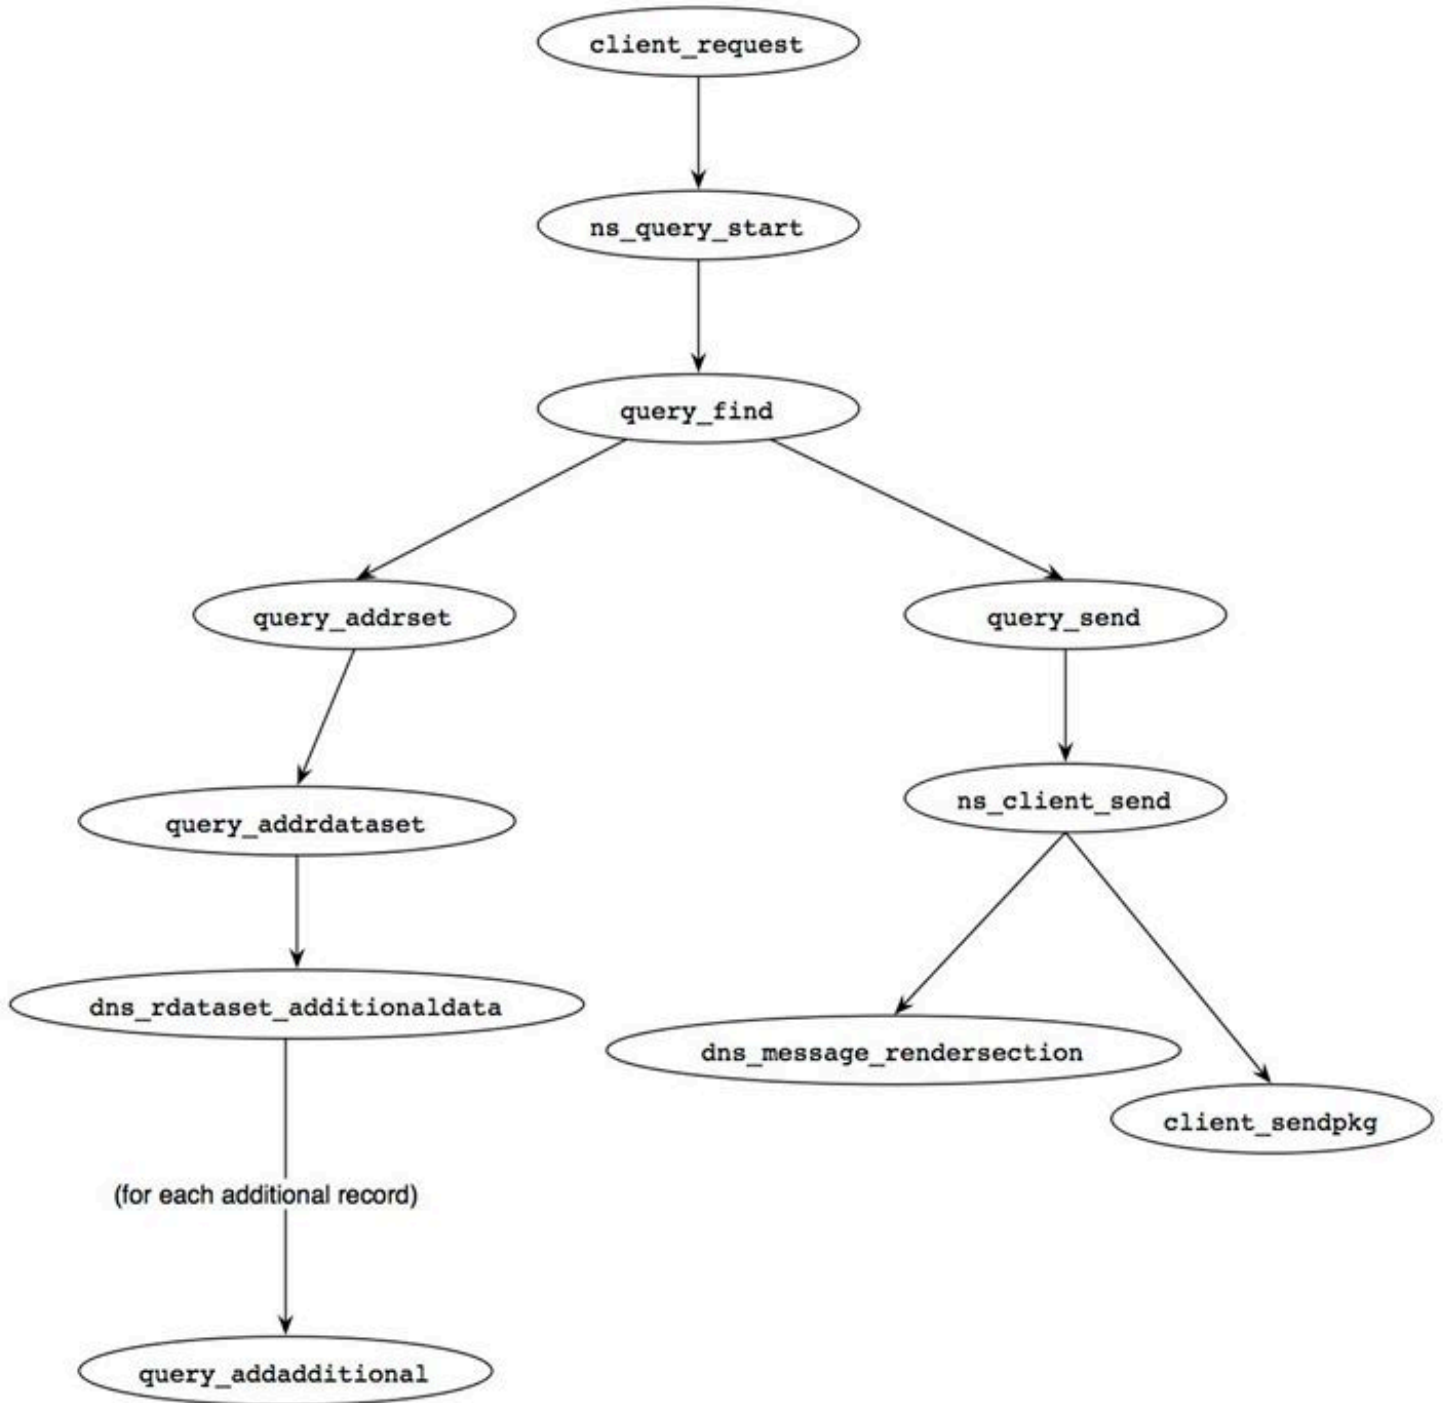 client_request
ns_query_start
query_find
query_addrset
query_send
query_addrdataset
ns_client_send
dns_rdataset_additionaldata
dns_message_rendersection
client_sendpkg
(for each additional record)
query_addadditional